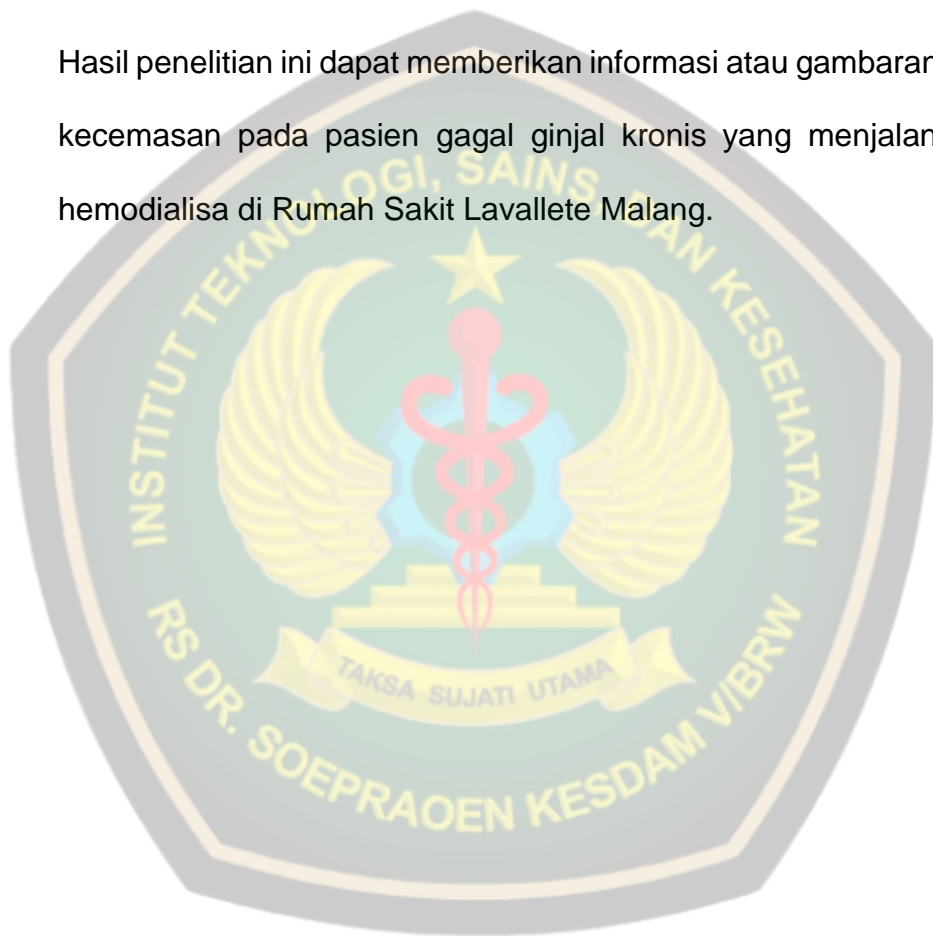 Hasil penelitian ini dapat memberikan informasi atau gambaran
kecemasan pada pasien gagal ginjal kronis yang menjalan
hemodialisa di Rumah Sakit Lavallete Malang.
INSTITUT TEKNOLOGI, SAINS, DAN KESEHATAN
TAKSA SUJATI UTAMA
RS DR. SOEPRAOEN KESDAM V/BRW